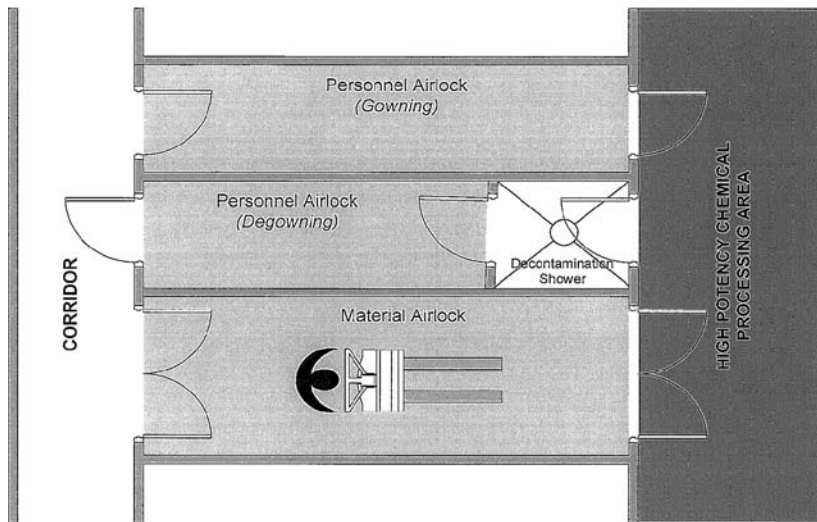 Personnel Airlock
(Gowning)
Personnel Airlock
(Degowning)
Decontamination
Shower
Material Airlock
CORRIDOR
HIGH POTENCY CHEMICAL
PROCESSING AREA